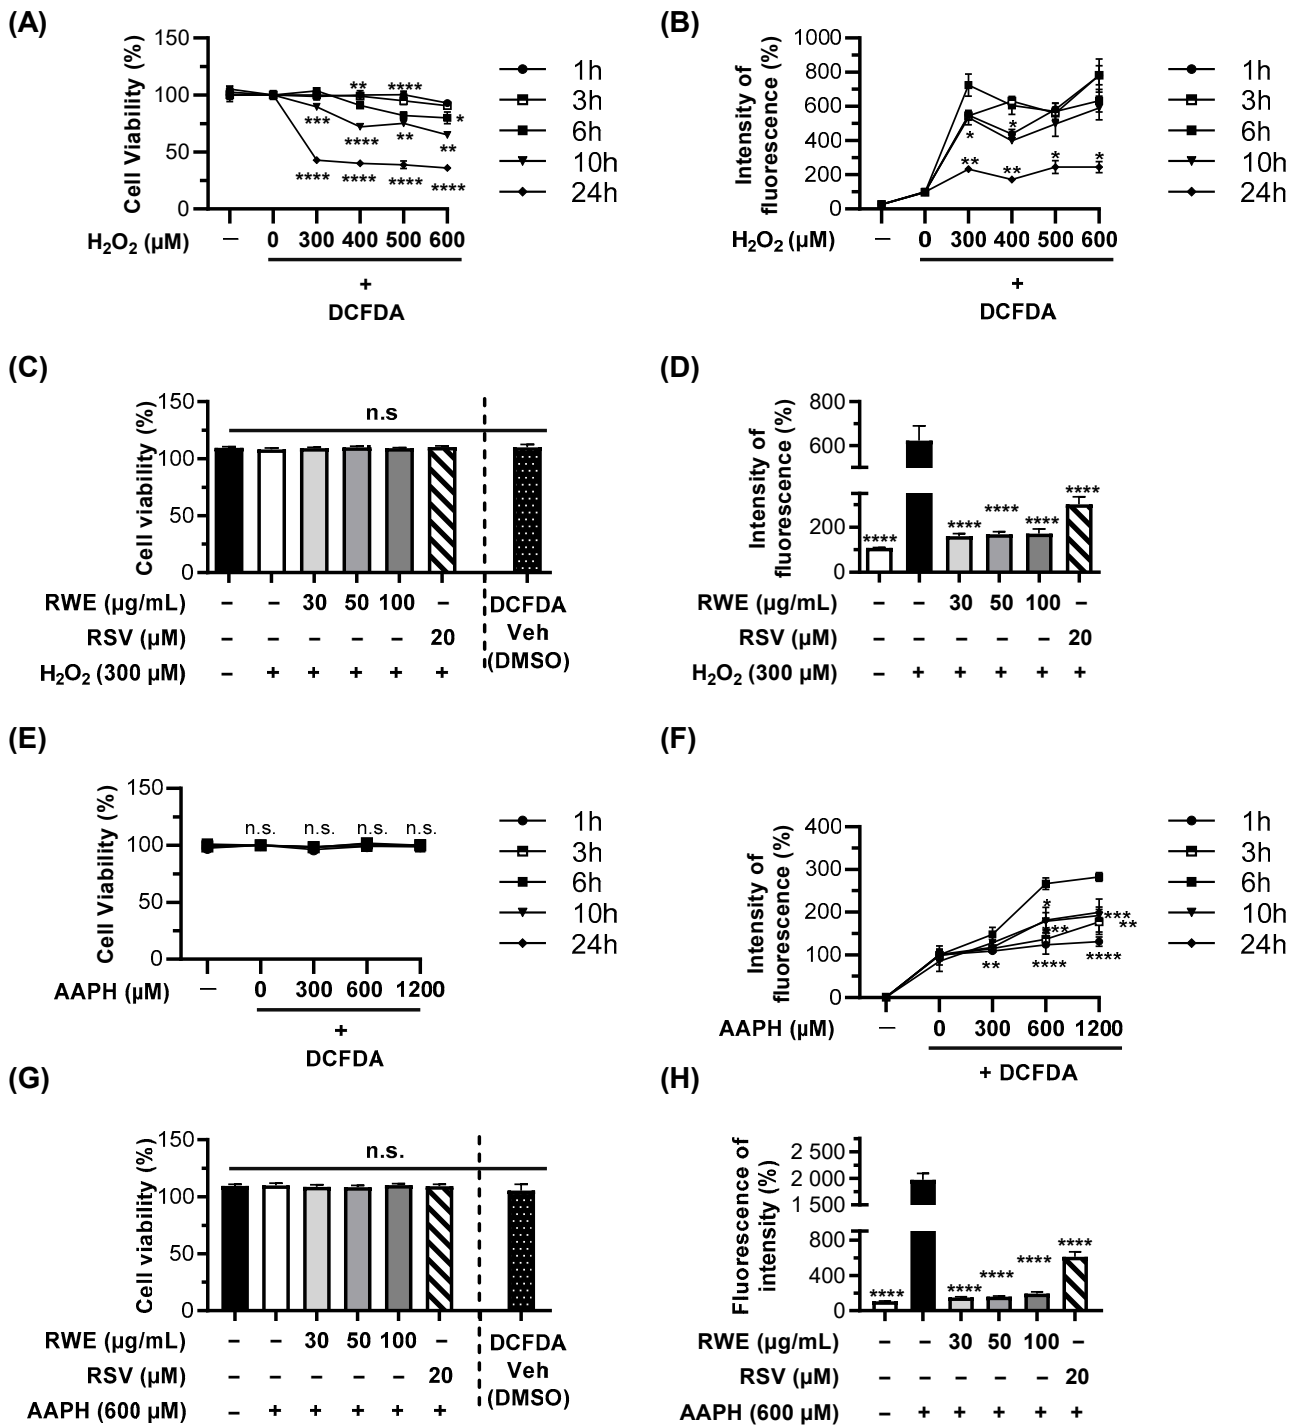 (A)
150
100
50
0
Cell Viability (%)
** ****
*** **** ** * **
**** **** **** ****
H₂O₂ (µM) — 0 300 400 500 600
+
DCFDA
1h
3h
6h
10h
24h
(B)
1000
800
600
400
200
0
Intensity of
fluorescence (%)
* *
** ** * *
H₂O₂ (µM) — 0 300 400 500 600
+
DCFDA
1h
3h
6h
10h
24h
(C)
150
100
50
0
Cell viability (%)
n.s
RWE (µg/mL) – – 30 50 100 –
RSV (µM) – – – – – 20
H₂O₂ (300 µM) – + + + + +
DCFDA
Veh
(DMSO)
(D)
800
600
200
0
Intensity of
fluorescence (%)
**** **** **** **** ****
RWE (µg/mL) – – 30 50 100 –
RSV (µM) – – – – – 20
H₂O₂ (300 µM) – + + + + +
(E)
150
100
50
0
Cell Viability (%)
n.s. n.s. n.s. n.s.
AAPH (µM) — 0 300 600 1200
+
DCFDA
1h
3h
6h
10h
24h
(F)
400
300
200
100
0
Intensity of
fluorescence (%)
* ***
** **
** **** ****
AAPH (µM) — 0 300 600 1200
+ DCFDA
1h
3h
6h
10h
24h
(G)
150
100
50
0
Cell viability (%)
n.s.
RWE (µg/mL) – – 30 50 100 –
RSV (µM) – – – – – 20
AAPH (600 µM) – + + + + +
DCFDA
Veh
(DMSO)
(H)
2 500
2 000
1 500
800
400
0
Fluorescence of
intensity (%)
**** **** **** **** ****
RWE (µg/mL) – – 30 50 100 –
RSV (µM) – – – – – 20
AAPH (600 µM) – + + + + +